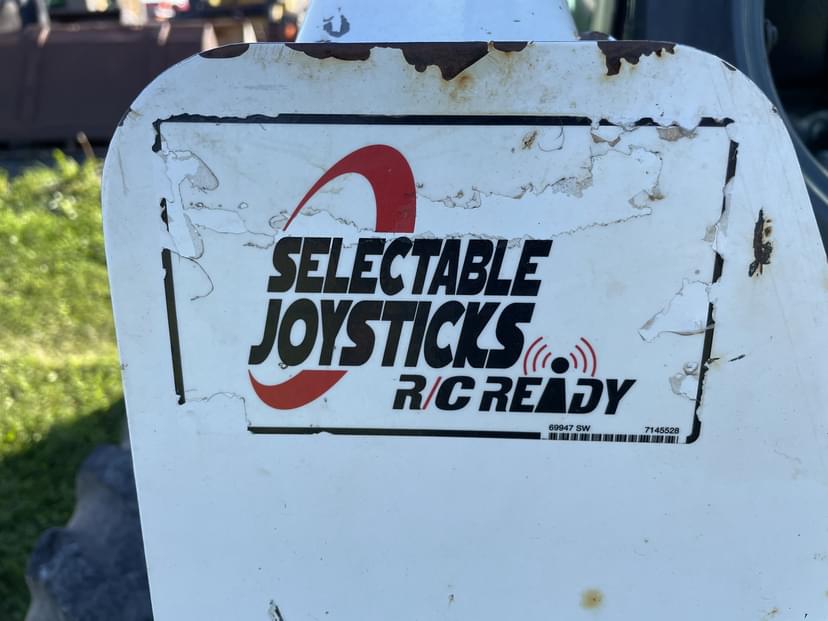 SELECTABLE
JOYSTICKS
R/C READY
69947 SW 7145528